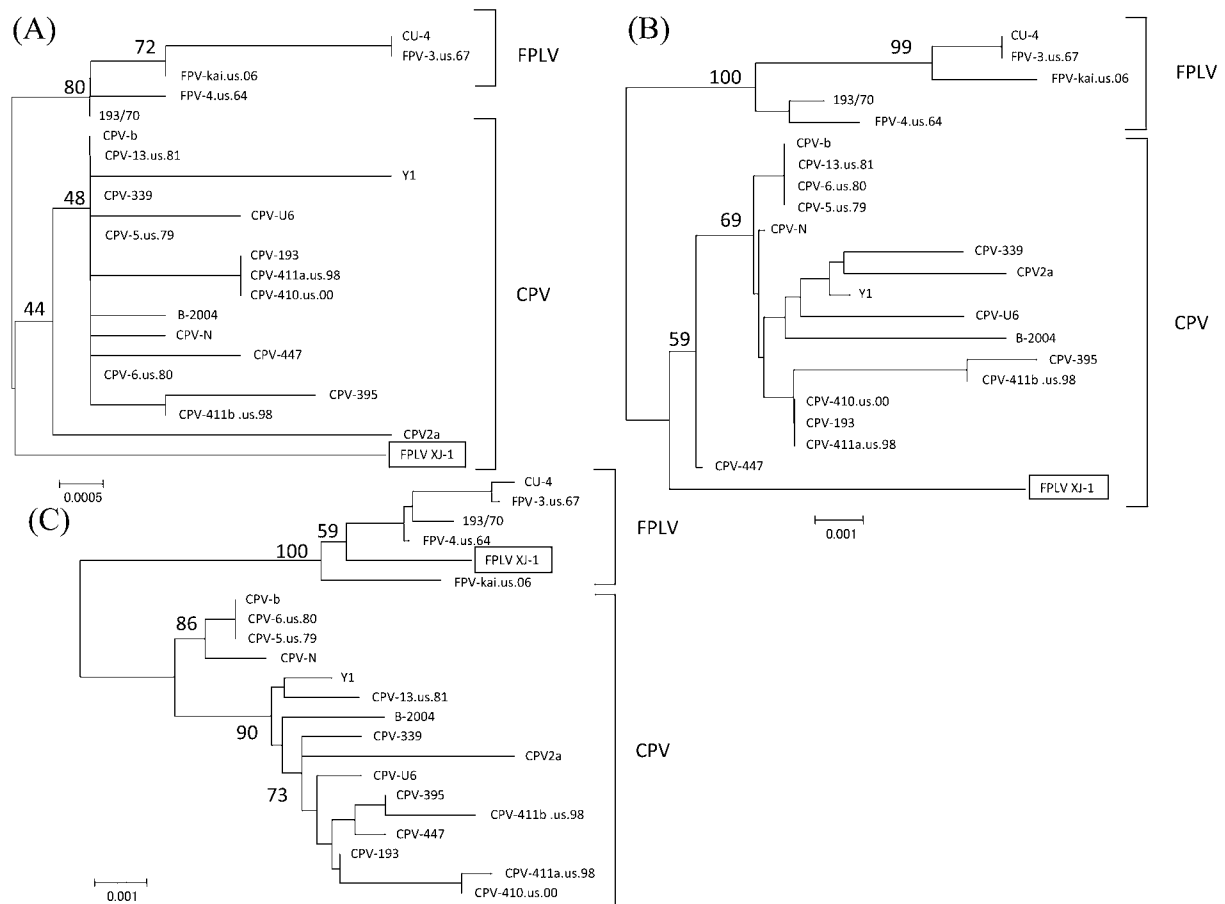 (A)
72
CU-4
FPV-3.us.67
FPLV
FPV-kai.us.06
80
FPV-4.us.64
193/70
CPV-b
CPV-13.us.81
Y1
48
CPV-339
CPV-U6
CPV-5.us.79
CPV-193
CPV-411a.us.98
CPV-410.us.00
CPV
44
B-2004
CPV-N
CPV-447
CPV-6.us.80
CPV-395
CPV-411b .us.98
CPV2a
FPLV XJ-1
0.0005
(B)
99
CU-4
FPV-3.us.67
FPLV
100
FPV-kai.us.06
193/70
FPV-4.us.64
CPV-b
CPV-13.us.81
CPV-6.us.80
CPV-5.us.79
69
CPV-N
CPV-339
CPV2a
Y1
CPV-U6
CPV
59
B-2004
CPV-395
CPV-411b .us.98
CPV-410.us.00
CPV-193
CPV-411a.us.98
CPV-447
FPLV XJ-1
0.001
(C)
CU-4
FPV-3.us.67
59
193/70
FPLV
FPV-4.us.64
100
FPLV XJ-1
FPV-kai.us.06
CPV-b
86
CPV-6.us.80
CPV-5.us.79
CPV-N
Y1
CPV-13.us.81
B-2004
90
CPV-339
CPV2a
CPV
CPV-U6
73
CPV-395
CPV-411b .us.98
CPV-447
CPV-193
CPV-411a.us.98
CPV-410.us.00
0.001